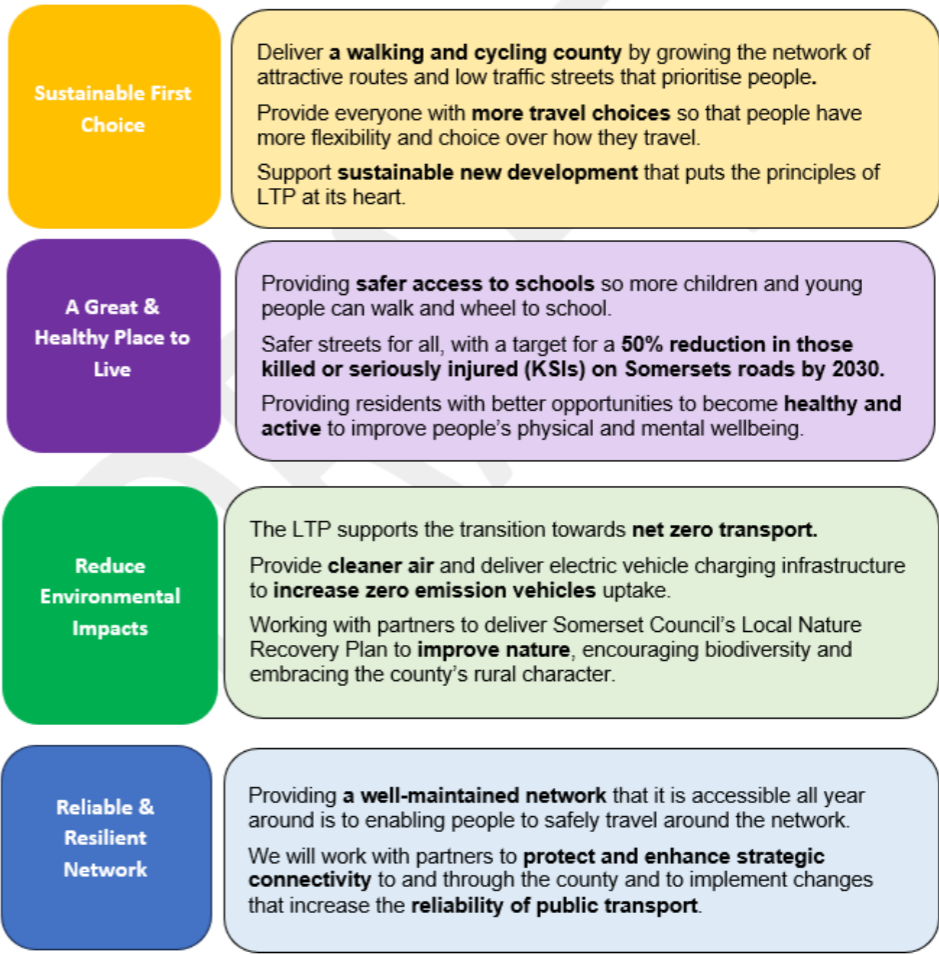 Sustainable First
Choice
Deliver a walking and cycling county by growing the network of
attractive routes and low traffic streets that prioritise people.
Provide everyone with more travel choices so that people have
more flexibility and choice over how they travel.
Support sustainable new development that puts the principles of
LTP at its heart.
A Great &
Healthy Place to
Live
Providing safer access to schools so more children and young
people can walk and wheel to school.
Safer streets for all, with a target for a 50% reduction in those
killed or seriously injured (KSIs) on Somersets roads by 2030.
Providing residents with better opportunities to become healthy and
active to improve people’s physical and mental wellbeing.
Reduce
Environmental
Impacts
The LTP supports the transition towards net zero transport.
Provide cleaner air and deliver electric vehicle charging infrastructure
to increase zero emission vehicles uptake.
Working with partners to deliver Somerset Council’s Local Nature
Recovery Plan to improve nature, encouraging biodiversity and
embracing the county’s rural character.
Reliable &
Resilient
Network
Providing a well-maintained network that it is accessible all year
around is to enabling people to safely travel around the network.
We will work with partners to protect and enhance strategic
connectivity to and through the county and to implement changes
that increase the reliability of public transport.